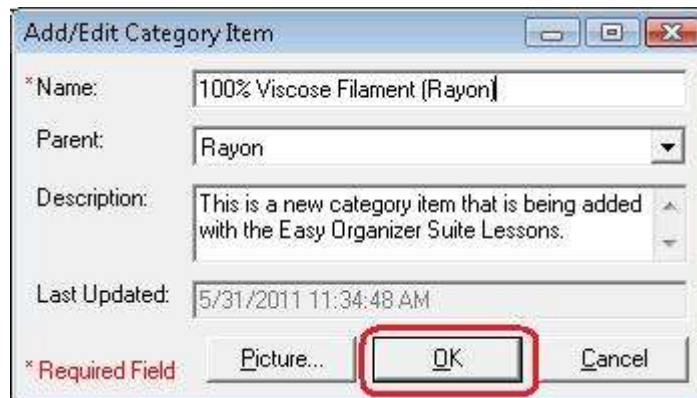 Add/Edit Category Item
*Name: 100% Viscose Filament (Rayon)
Parent: Rayon
Description: This is a new category item that is being added
with the Easy Organizer Suite Lessons.
Last Updated: 5/31/2011 11:34:48 AM
* Required Field Picture... OK Cancel